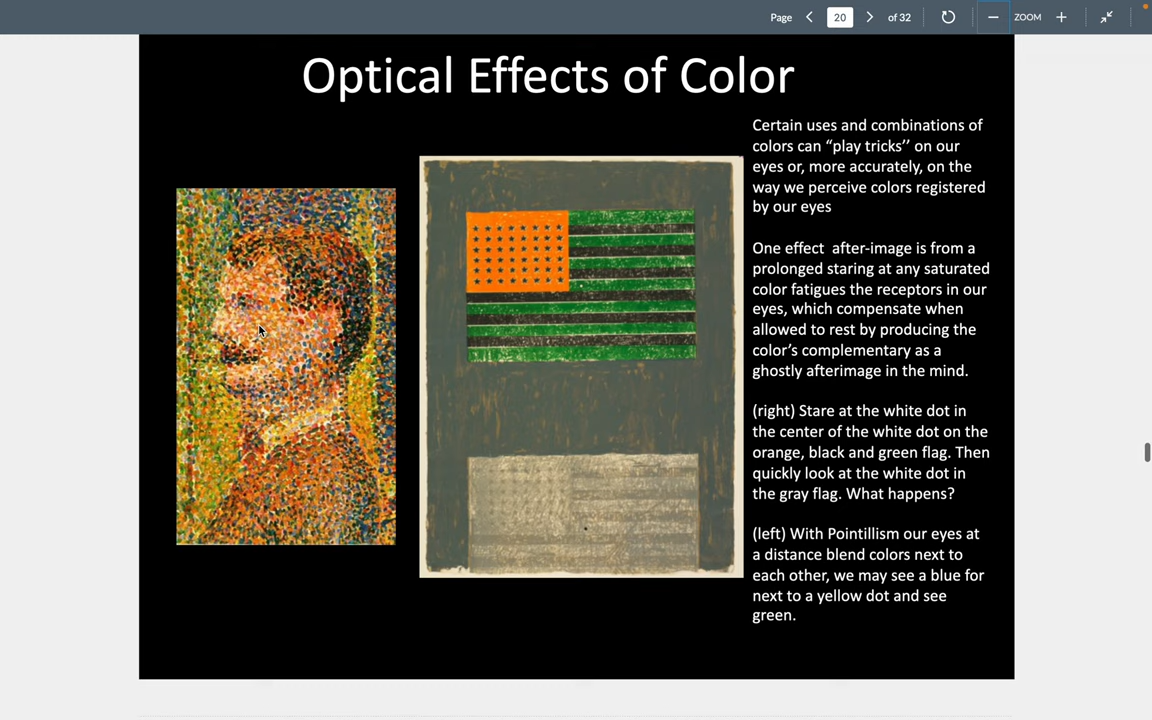 Page 20 of 32 ZOOM
Optical Effects of Color
Certain uses and combinations of
colors can “play tricks’’ on our
eyes or, more accurately, on the
way we perceive colors registered
by our eyes
One effect  after-image is from a
prolonged staring at any saturated
color fatigues the receptors in our
eyes, which compensate when
allowed to rest by producing the
color’s complementary as a
ghostly afterimage in the mind.
(right) Stare at the white dot in
the center of the white dot on the
orange, black and green flag. Then
quickly look at the white dot in
the gray flag. What happens?
(left) With Pointillism our eyes at
a distance blend colors next to
each other, we may see a blue for
next to a yellow dot and see
green.